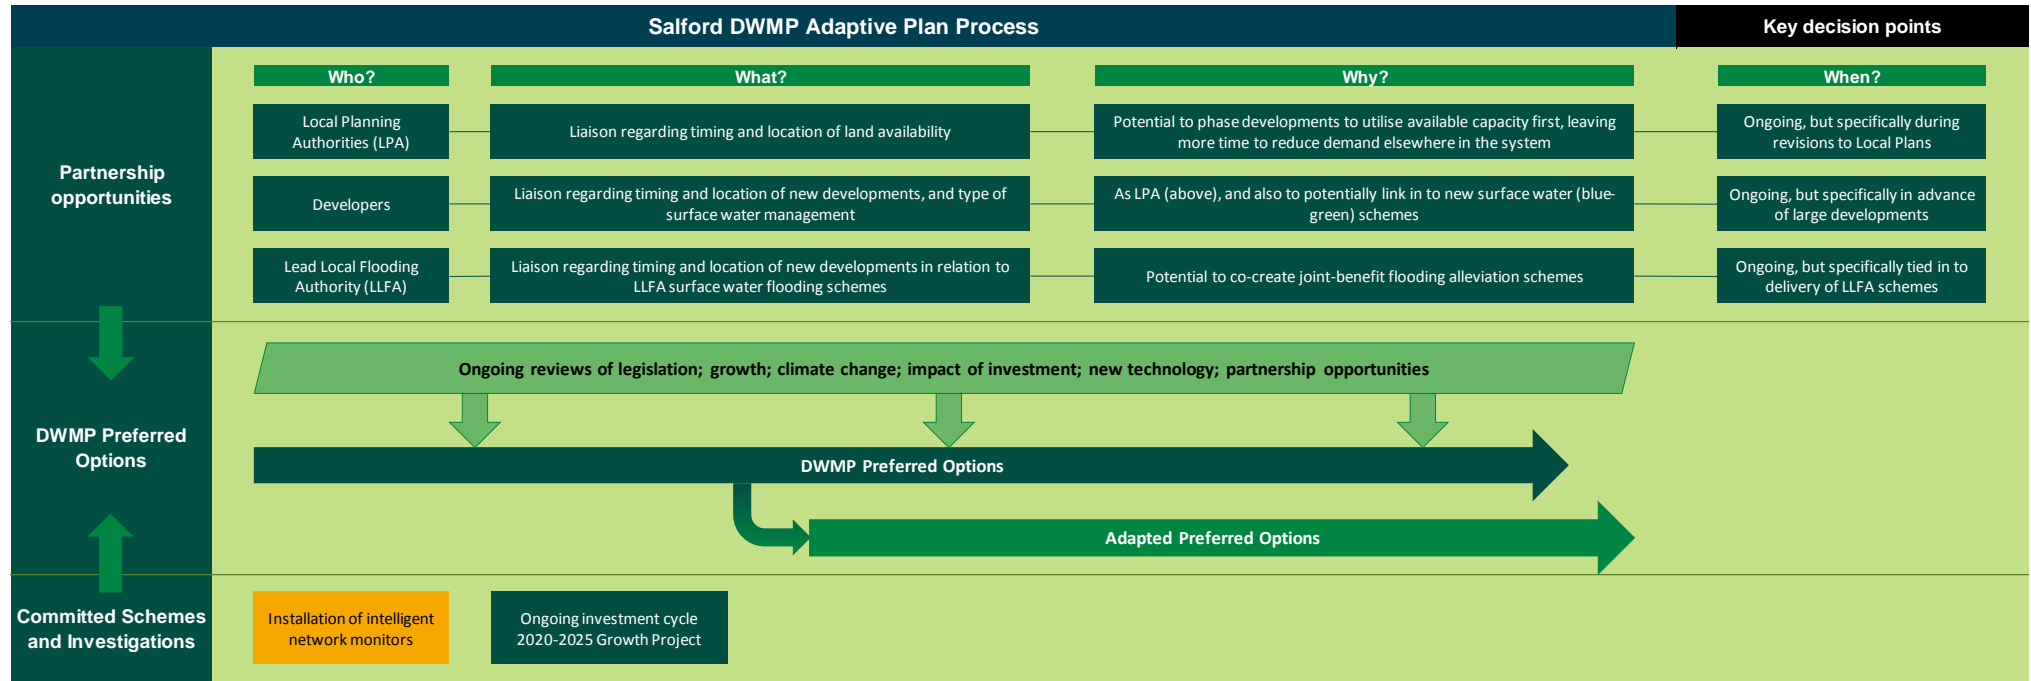 Salford DWMP Adaptive Plan Process
Key decision points
Partnership
opportunities
Who?
What?
Why?
When?
Local Planning
Authorities (LPA)
Liaison regarding timing and location of land availability
Potential to phase developments to utilise available capacity first, leaving
more time to reduce demand elsewhere in the system
Ongoing, but specifically during
revisions to Local Plans
Developers
Liaison regarding timing and location of new developments, and type of
surface water management
As LPA (above), and also to potentially link in to new surface water (blue-
green) schemes
Ongoing, but specifically in advance
of large developments
Lead Local Flooding
Authority (LLFA)
Liaison regarding timing and location of new developments in relation to
LLFA surface water flooding schemes
Potential to co-create joint-benefit flooding alleviation schemes
Ongoing, but specifically tied in to
delivery of LLFA schemes
DWMP Preferred
Options
Ongoing reviews of legislation; growth; climate change; impact of investment; new technology; partnership opportunities
DWMP Preferred Options
Adapted Preferred Options
Committed Schemes
and Investigations
Installation of intelligent
network monitors
Ongoing investment cycle
2020-2025 Growth Project